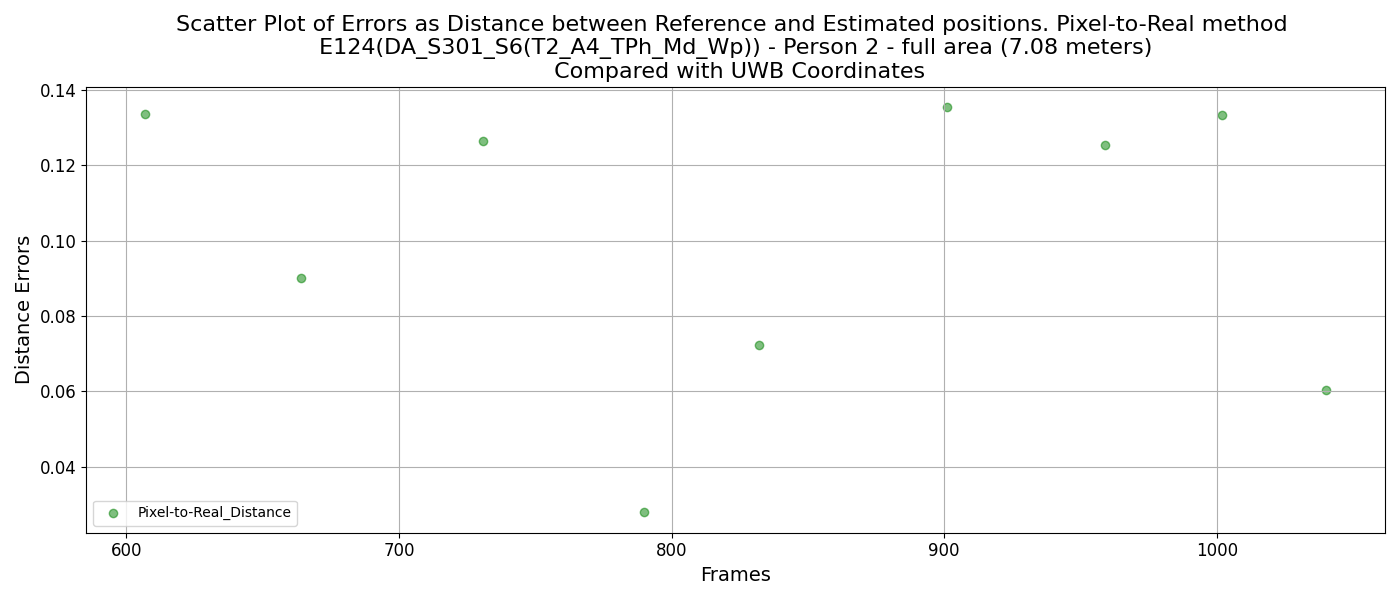 Scatter Plot of Errors as Distance between Reference and Estimated positions. Pixel-to-Real method
E124(DA_S301_S6(T2_A4_TPh_Md_Wp)) - Person 2 - full area (7.08 meters)
Compared with UWB Coordinates
0.14
0.12
0.10
0.08
0.06
0.04
Distance Errors
Pixel-to-Real_Distance
600 700 800 900 1000
Frames